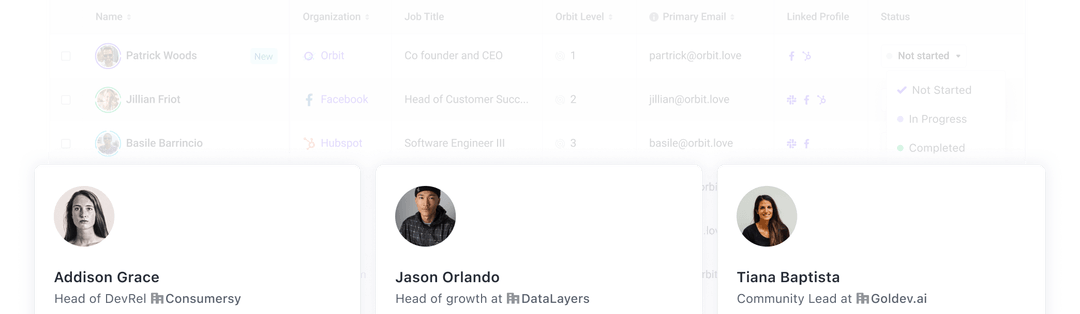 Name Organization Job Title Orbit Level Primary Email Linked Profile Status
Patrick Woods New Orbit Co founder and CEO 1 partrick@orbit.love Not started
Jillian Friot Facebook Head of Customer Succ... 2 jillian@orbit.love Not Started
In Progress
Basile Barrincio Hubspot Software Engineer III 3 basile@orbit.love Completed
Addison Grace
Head of DevRel Consumersy
Jason Orlando
Head of growth at DataLayers
Tiana Baptista
Community Lead at Goldev.ai